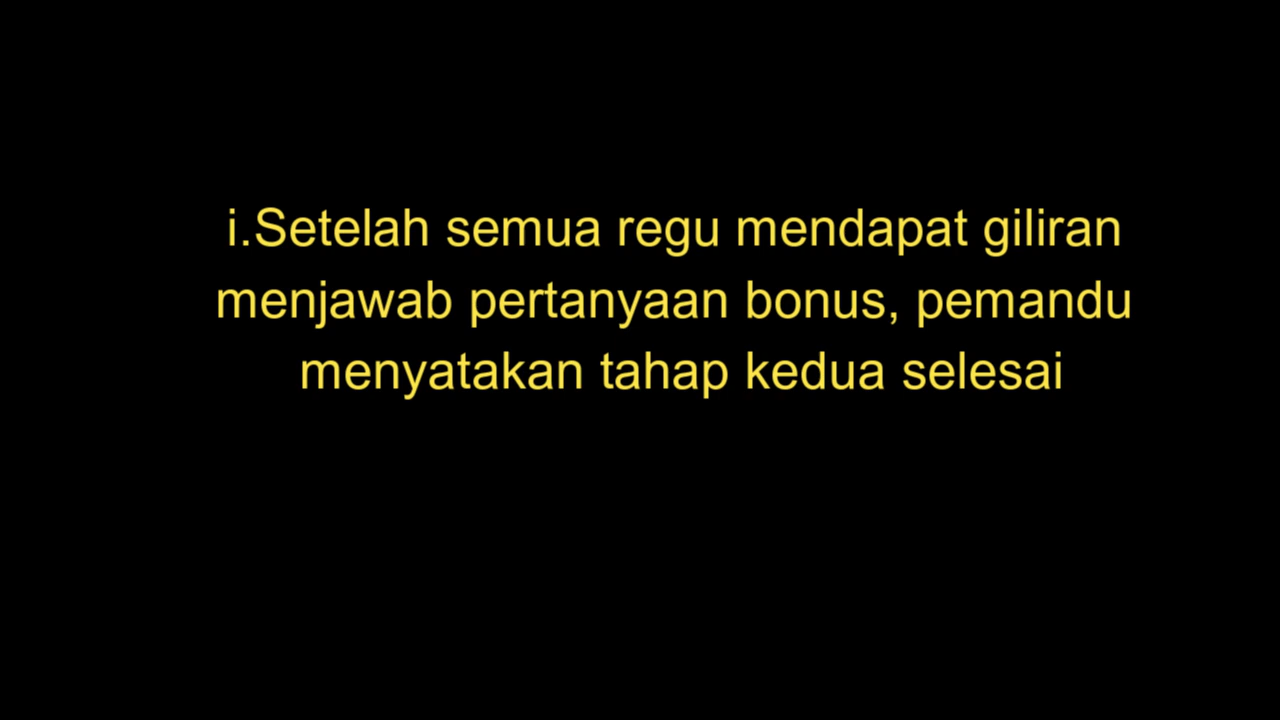 i.Setelah semua regu mendapat giliran
menjawab pertanyaan bonus, pemandu
menyatakan tahap kedua selesai